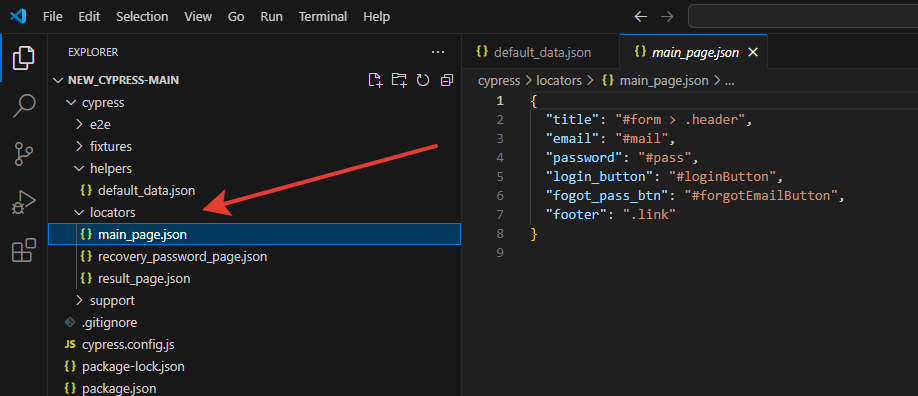 File Edit Selection View Go Run Terminal Help
EXPLORER
NEW_CYPRESS-MAIN
cypress
e2e
fixtures
helpers
{} default_data.json
locators
{} main_page.json
{} recovery_password_page.json
{} result_page.json
support
.gitignore
JS cypress.config.js
{} package-lock.json
{} package.json
{} default_data.json {} main_page.json
cypress > locators > {} main_page.json > ...
1 {
2 "title": "#form > .header",
3 "email": "#mail",
4 "password": "#pass",
5 "login_button": "#loginButton",
6 "fogot_pass_btn": "#forgotEmailButton",
7 "footer": ".link"
8 }
9